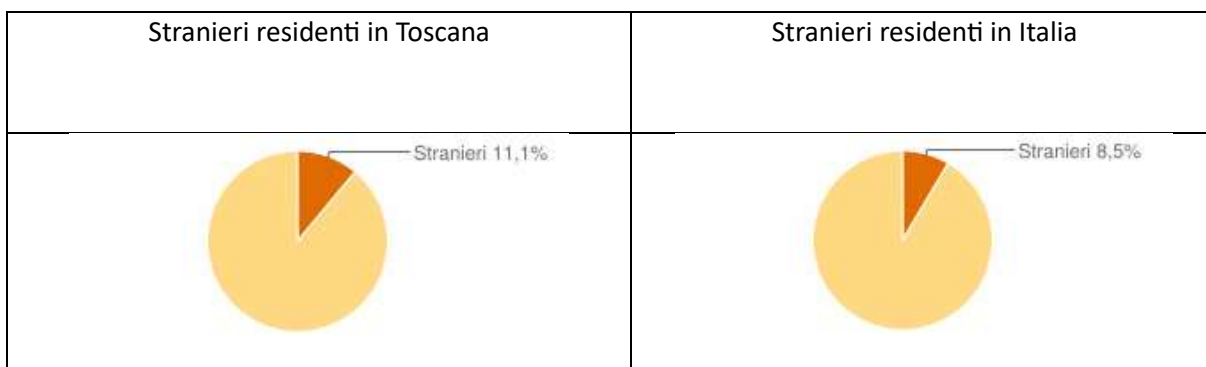 Stranieri residenti in Toscana
Stranieri residenti in Italia
Stranieri 11,1%
Stranieri 8,5%